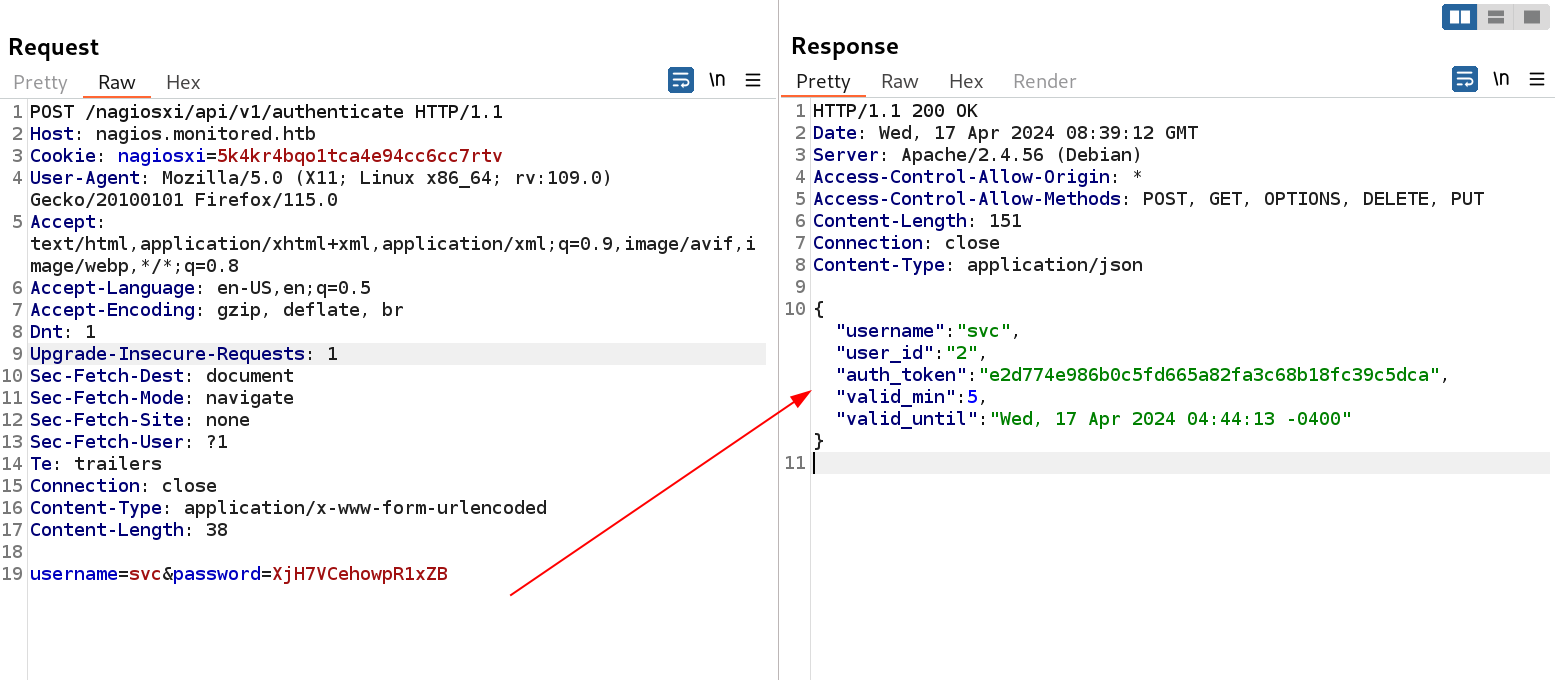 Request
Pretty Raw Hex \n
1 POST /nagiosxi/api/v1/authenticate HTTP/1.1
2 Host: nagios.monitored.htb
3 Cookie: nagiosxi=5k4kr4bqo1tca4e94cc6cc7rtv
4 User-Agent: Mozilla/5.0 (X11; Linux x86_64; rv:109.0)
Gecko/20100101 Firefox/115.0
5 Accept:
text/html,application/xhtml+xml,application/xml;q=0.9,image/avif,i
mage/webp,*/*;q=0.8
6 Accept-Language: en-US,en;q=0.5
7 Accept-Encoding: gzip, deflate, br
8 Dnt: 1
9 Upgrade-Insecure-Requests: 1
10 Sec-Fetch-Dest: document
11 Sec-Fetch-Mode: navigate
12 Sec-Fetch-Site: none
13 Sec-Fetch-User: ?1
14 Te: trailers
15 Connection: close
16 Content-Type: application/x-www-form-urlencoded
17 Content-Length: 38
18
19 username=svc&password=XjH7VCehowpR1xZB
Response
Pretty Raw Hex Render \n
1 HTTP/1.1 200 OK
2 Date: Wed, 17 Apr 2024 08:39:12 GMT
3 Server: Apache/2.4.56 (Debian)
4 Access-Control-Allow-Origin: *
5 Access-Control-Allow-Methods: POST, GET, OPTIONS, DELETE, PUT
6 Content-Length: 151
7 Connection: close
8 Content-Type: application/json
9
10 {
"username":"svc",
"user_id":"2",
"auth_token":"e2d774e986b0c5fd665a82fa3c68b18fc39c5dca",
"valid_min":5,
"valid_until":"Wed, 17 Apr 2024 04:44:13 -0400"
}
11